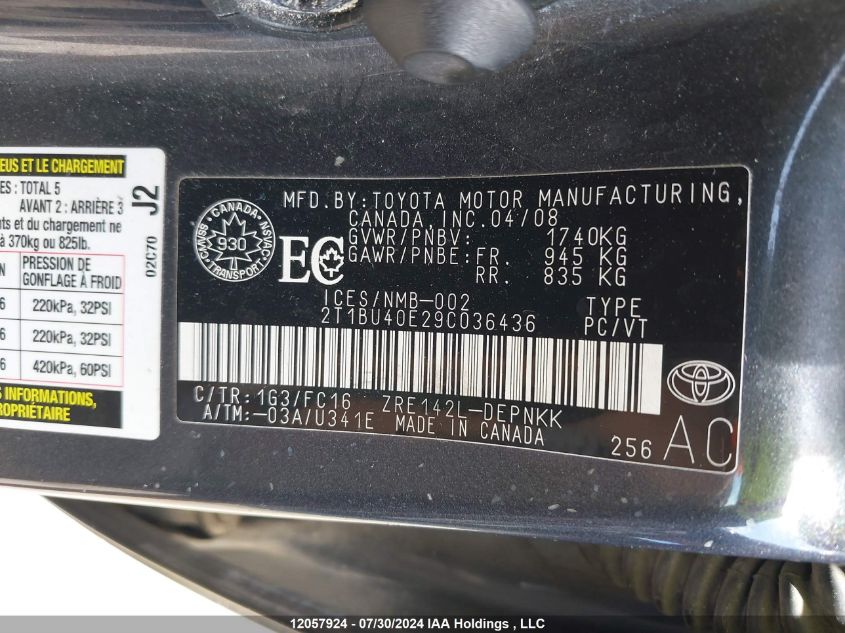 EUS ET LE CHARGEMENT
ES : TOTAL 5
AVANT 2 : ARRIÈRE 3
nts et du chargement ne
à 370kg ou 825lb.
J2
02C70
N
PRESSION DE
GONFLAGE À FROID
6
220kPa, 32PSI
6
220kPa, 32PSI
6
420kPa, 60PSI
S INFORMATIONS,
PROPRIÉTAIRE
CANADA
930
TRANSPORT
MFD.BY:TOYOTA MOTOR MANUFACTURING,
CANADA,INC.04/08
GVWR/PNBV: 1740KG
GAWR/PNBE:FR. 945 KG
RR. 835 KG
EC
ICES/NMB-002 TYPE
2T1BU40E29C036436 PC/VT
C/TR:1G3/FC16 ZRE142L-DEPNKK
A/TM:-03A/U341E MADE IN CANADA
256 AC
12057924 - 07/30/2024 IAA Holdings , LLC